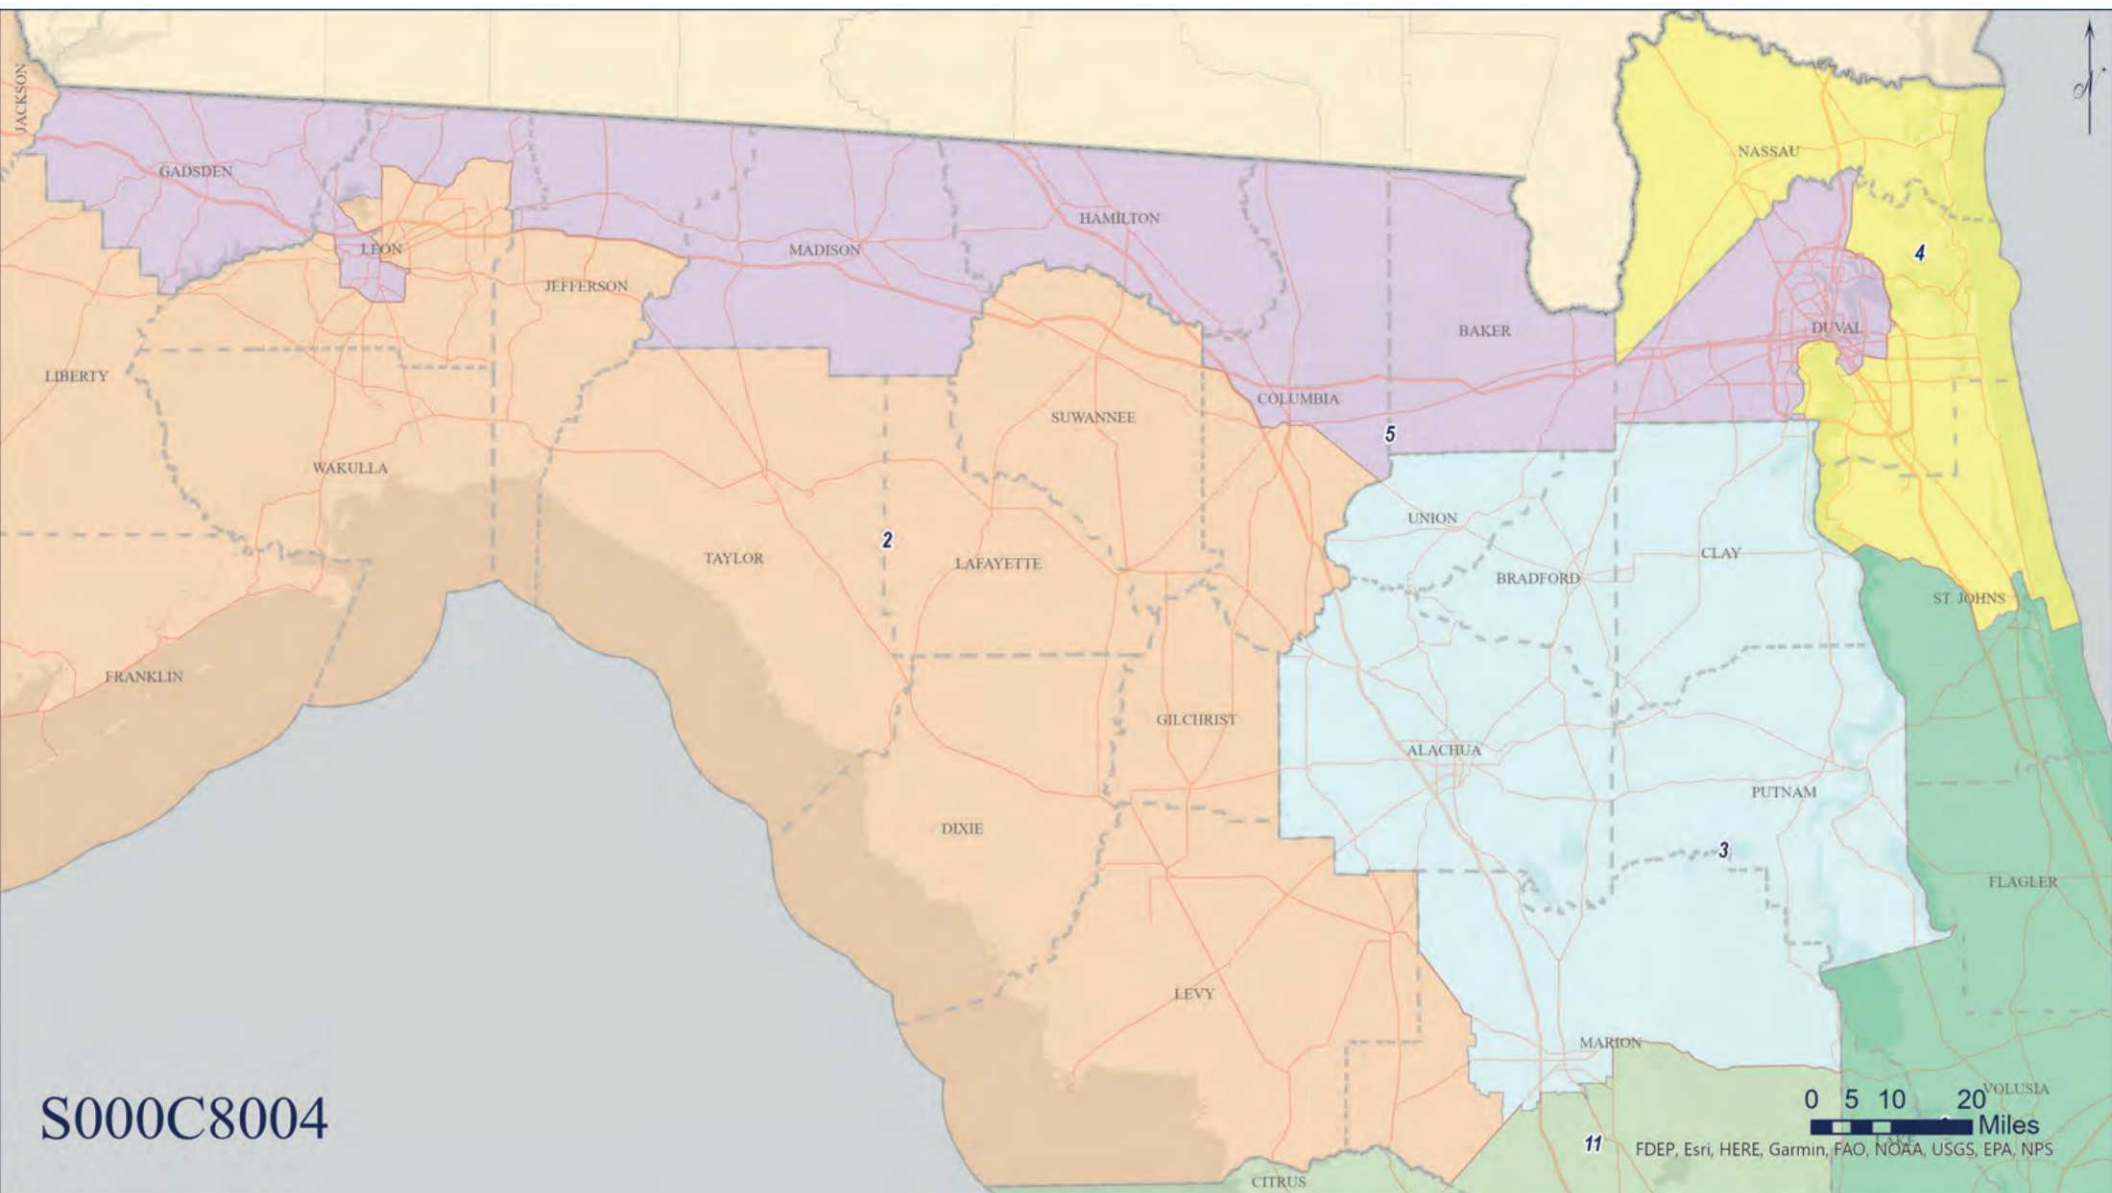 JACKSON
NASSAU
GADSDEN
HAMILTON
4
LEON
MADISON
JEFFERSON
DUVAL
BAKER
LIBERTY
COLUMBIA
SUWANNEE
5
WAKULLA
UNION
2
TAYLOR
LAFAYETTE
CLAY
BRADFORD
ST. JOHNS
FRANKLIN
GILCHRIST
ALACHUA
PUTNAM
DIXIE
3
FLAGLER
LEVY
MARION
VOLUSIA
0 5 10 20
Miles
S000C8004
LAKE
11
FDEP, Esri, HERE, Garmin, FAO, NOAA, USGS, EPA, NPS
CITRUS